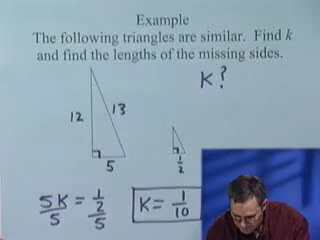 Example
The following triangles are similar. Find k
and find the lengths of the missing sides.
K?
12
13
5
1/2
5K/5 = 1/2/5
K = 1/10